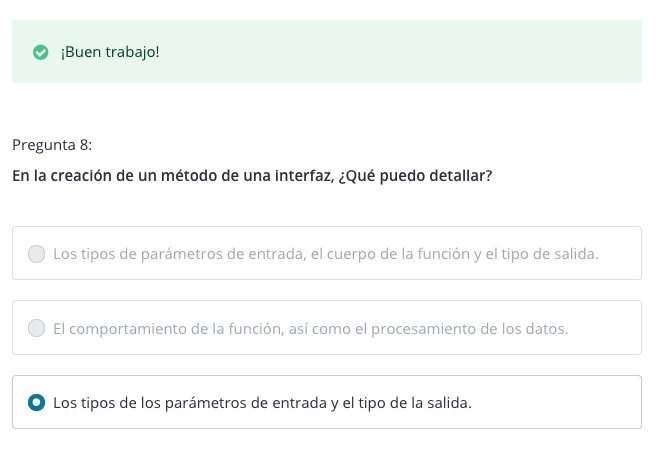 ¡Buen trabajo!
Pregunta 8:
En la creación de un método de una interfaz, ¿Qué puedo detallar?
Los tipos de parámetros de entrada, el cuerpo de la función y el tipo de salida.
El comportamiento de la función, así como el procesamiento de los datos.
Los tipos de los parámetros de entrada y el tipo de la salida.